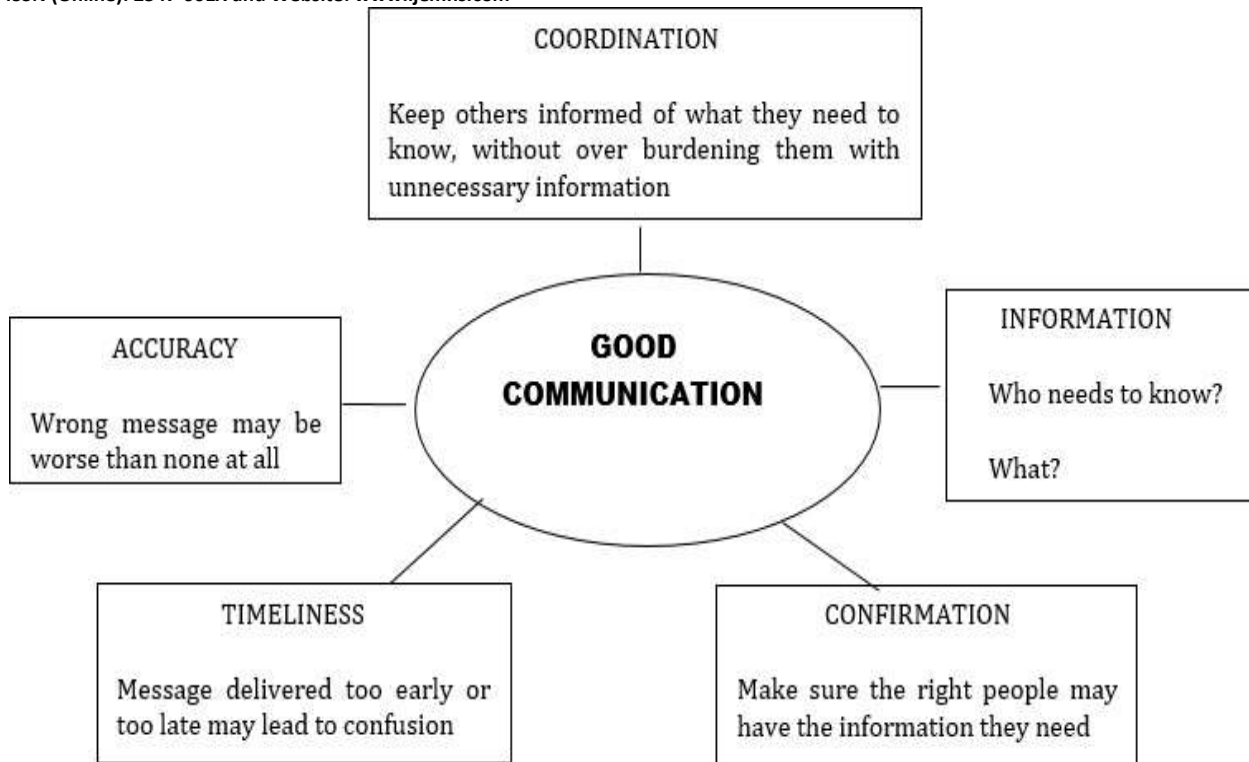 COORDINATION
Keep others informed of what they need to
know, without over burdening them with
unnecessary information
GOOD
COMMUNICATION
INFORMATION
Who needs to know?
What?
ACCURACY
Wrong message may be
worse than none at all
TIMELINESS
Message delivered too early or
too late may lead to confusion
CONFIRMATION
Make sure the right people may
have the information they need